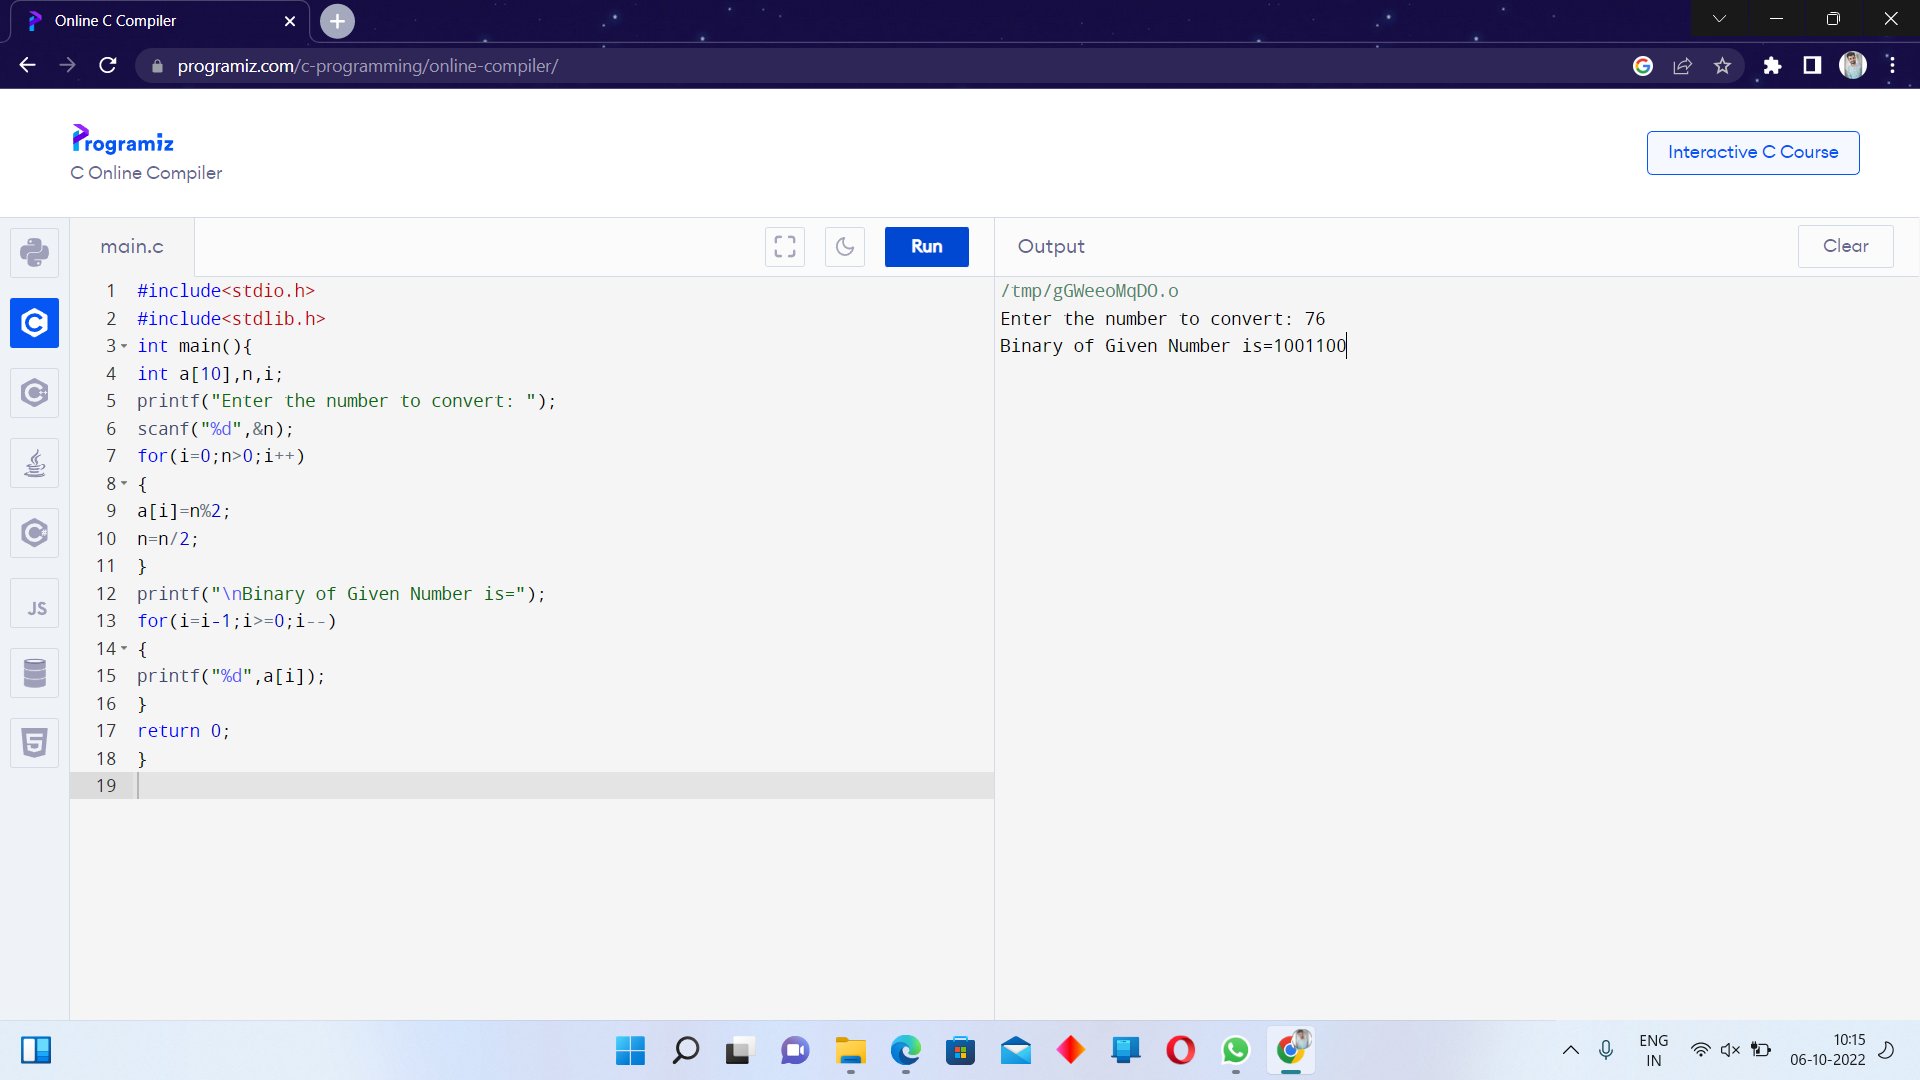 Online C Compiler
programiz.com/c-programming/online-compiler/
Programiz
C Online Compiler
Interactive C Course
main.c
Run
Output
Clear
1 #include<stdio.h>
2 #include<stdlib.h>
3 int main(){
4 int a[10],n,i;
5 printf("Enter the number to convert: ");
6 scanf("%d",&n);
7 for(i=0;n>0;i++)
8 {
9 a[i]=n%2;
10 n=n/2;
11 }
12 printf("\nBinary of Given Number is=");
13 for(i=i-1;i>=0;i--)
14 {
15 printf("%d",a[i]);
16 }
17 return 0;
18 }
19
/tmp/gGWeeoMqDO.o
Enter the number to convert: 76
Binary of Given Number is=1001100
JS
ENG
IN
10:15
06-10-2022